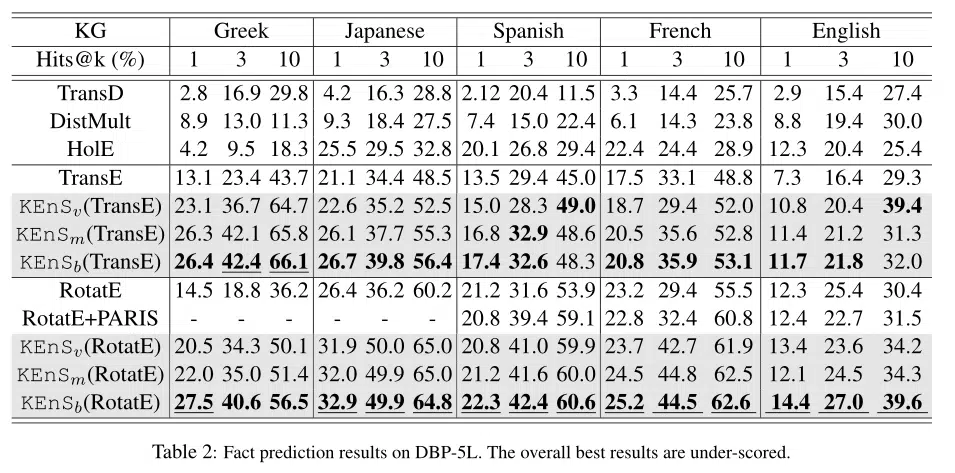 KG Greek Japanese Spanish French English
Hits@k (%) 1 3 10 1 3 10 1 3 10 1 3 10 1 3 10
TransD 2.8 16.9 29.8 4.2 16.3 28.8 2.12 20.4 11.5 3.3 14.4 25.7 2.9 15.4 27.4
DistMult 8.9 13.0 11.3 9.3 18.4 27.5 7.4 15.0 22.4 6.1 14.3 23.8 8.8 19.4 30.0
HolE 4.2 9.5 18.3 25.5 29.5 32.8 20.1 26.8 29.4 22.4 24.4 28.9 12.3 20.4 25.4
TransE 13.1 23.4 43.7 21.1 34.4 48.5 13.5 29.4 45.0 17.5 33.1 48.8 7.3 16.4 29.3
KEnSv(TransE) 23.1 36.7 64.7 22.6 35.2 52.5 15.0 28.3 49.0 18.7 29.4 52.0 10.8 20.4 39.4
KEnSm(TransE) 26.3 42.1 65.8 26.1 37.7 55.3 16.8 32.9 48.6 20.5 35.6 52.8 11.4 21.2 31.3
KEnSb(TransE) 26.4 42.4 66.1 26.7 39.8 56.4 17.4 32.6 48.3 20.8 35.9 53.1 11.7 21.8 32.0
RotatE 14.5 18.8 36.2 26.4 36.2 60.2 21.2 31.6 53.9 23.2 29.4 55.5 12.3 25.4 30.4
RotatE+PARIS - - - - - - 20.8 39.4 59.1 22.8 32.4 60.8 12.4 22.7 31.5
KEnSv(RotatE) 20.5 34.3 50.1 31.9 50.0 65.0 20.8 41.0 59.9 23.7 42.7 61.9 13.4 23.6 34.2
KEnSm(RotatE) 22.0 35.0 51.4 32.0 49.9 65.0 21.2 41.6 60.0 24.5 44.8 62.5 12.1 24.5 34.3
KEnSb(RotatE) 27.5 40.6 56.5 32.9 49.9 64.8 22.3 42.4 60.6 25.2 44.5 62.6 14.4 27.0 39.6
Table 2: Fact prediction results on DBP-5L. The overall best results are under-scored.